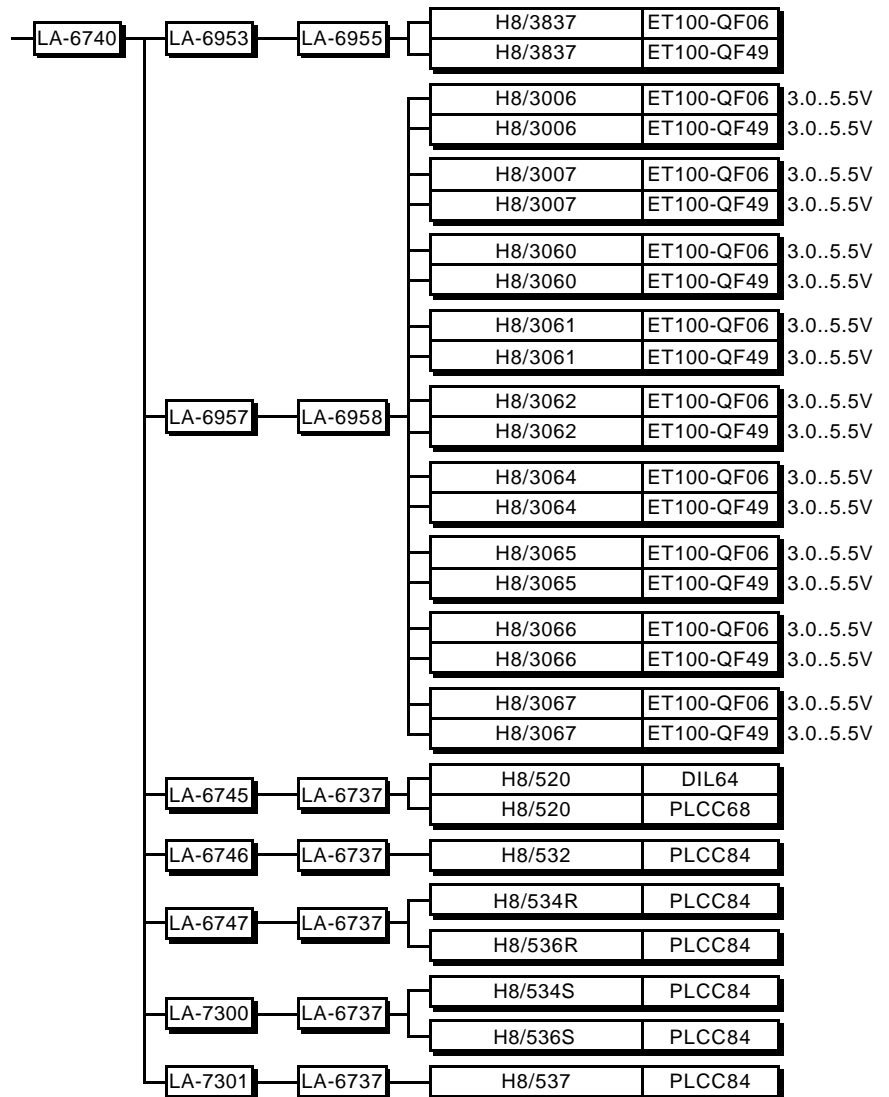 H8/3837 ET100-QF06
LA-6740 LA-6953 LA-6955
H8/3837 ET100-QF49
H8/3006 ET100-QF06 3.0..5.5V
H8/3006 ET100-QF49 3.0..5.5V
H8/3007 ET100-QF06 3.0..5.5V
H8/3007 ET100-QF49 3.0..5.5V
H8/3060 ET100-QF06 3.0..5.5V
H8/3060 ET100-QF49 3.0..5.5V
H8/3061 ET100-QF06 3.0..5.5V
H8/3061 ET100-QF49 3.0..5.5V
H8/3062 ET100-QF06 3.0..5.5V
LA-6957 LA-6958
H8/3062 ET100-QF49 3.0..5.5V
H8/3064 ET100-QF06 3.0..5.5V
H8/3064 ET100-QF49 3.0..5.5V
H8/3065 ET100-QF06 3.0..5.5V
H8/3065 ET100-QF49 3.0..5.5V
H8/3066 ET100-QF06 3.0..5.5V
H8/3066 ET100-QF49 3.0..5.5V
H8/3067 ET100-QF06 3.0..5.5V
H8/3067 ET100-QF49 3.0..5.5V
H8/520 DIL64
LA-6745 LA-6737
H8/520 PLCC68
LA-6746 LA-6737 H8/532 PLCC84
H8/534R PLCC84
LA-6747 LA-6737
H8/536R PLCC84
H8/534S PLCC84
LA-7300 LA-6737
H8/536S PLCC84
LA-7301 LA-6737 H8/537 PLCC84